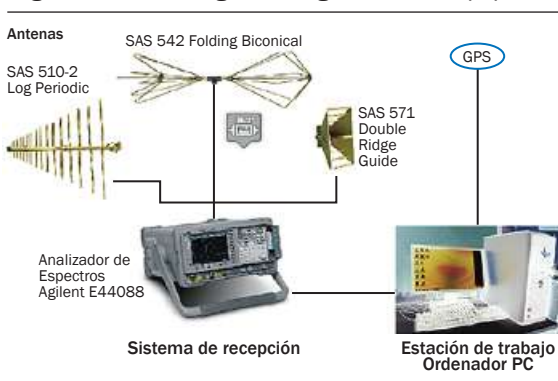 Antenas
SAS 542 Folding Biconical
SAS 510-2
Log Periodic
GPS
SAS 571
Double
Ridge
Guide
Analizador de
Espectros
Agilent E44088
Sistema de recepción
Estación de trabajo
Ordenador PC